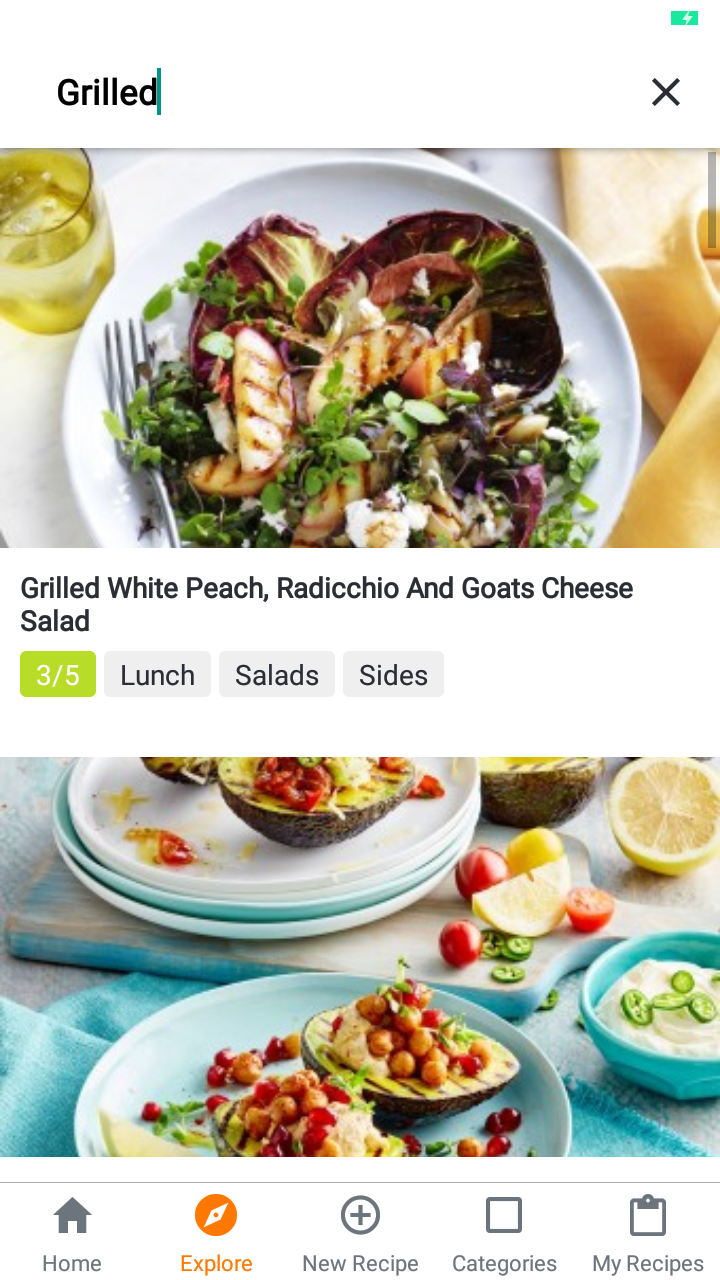 Grilled
Grilled White Peach, Radicchio And Goats Cheese
Salad
3/5 Lunch Salads Sides
Home Explore New Recipe Categories My Recipes